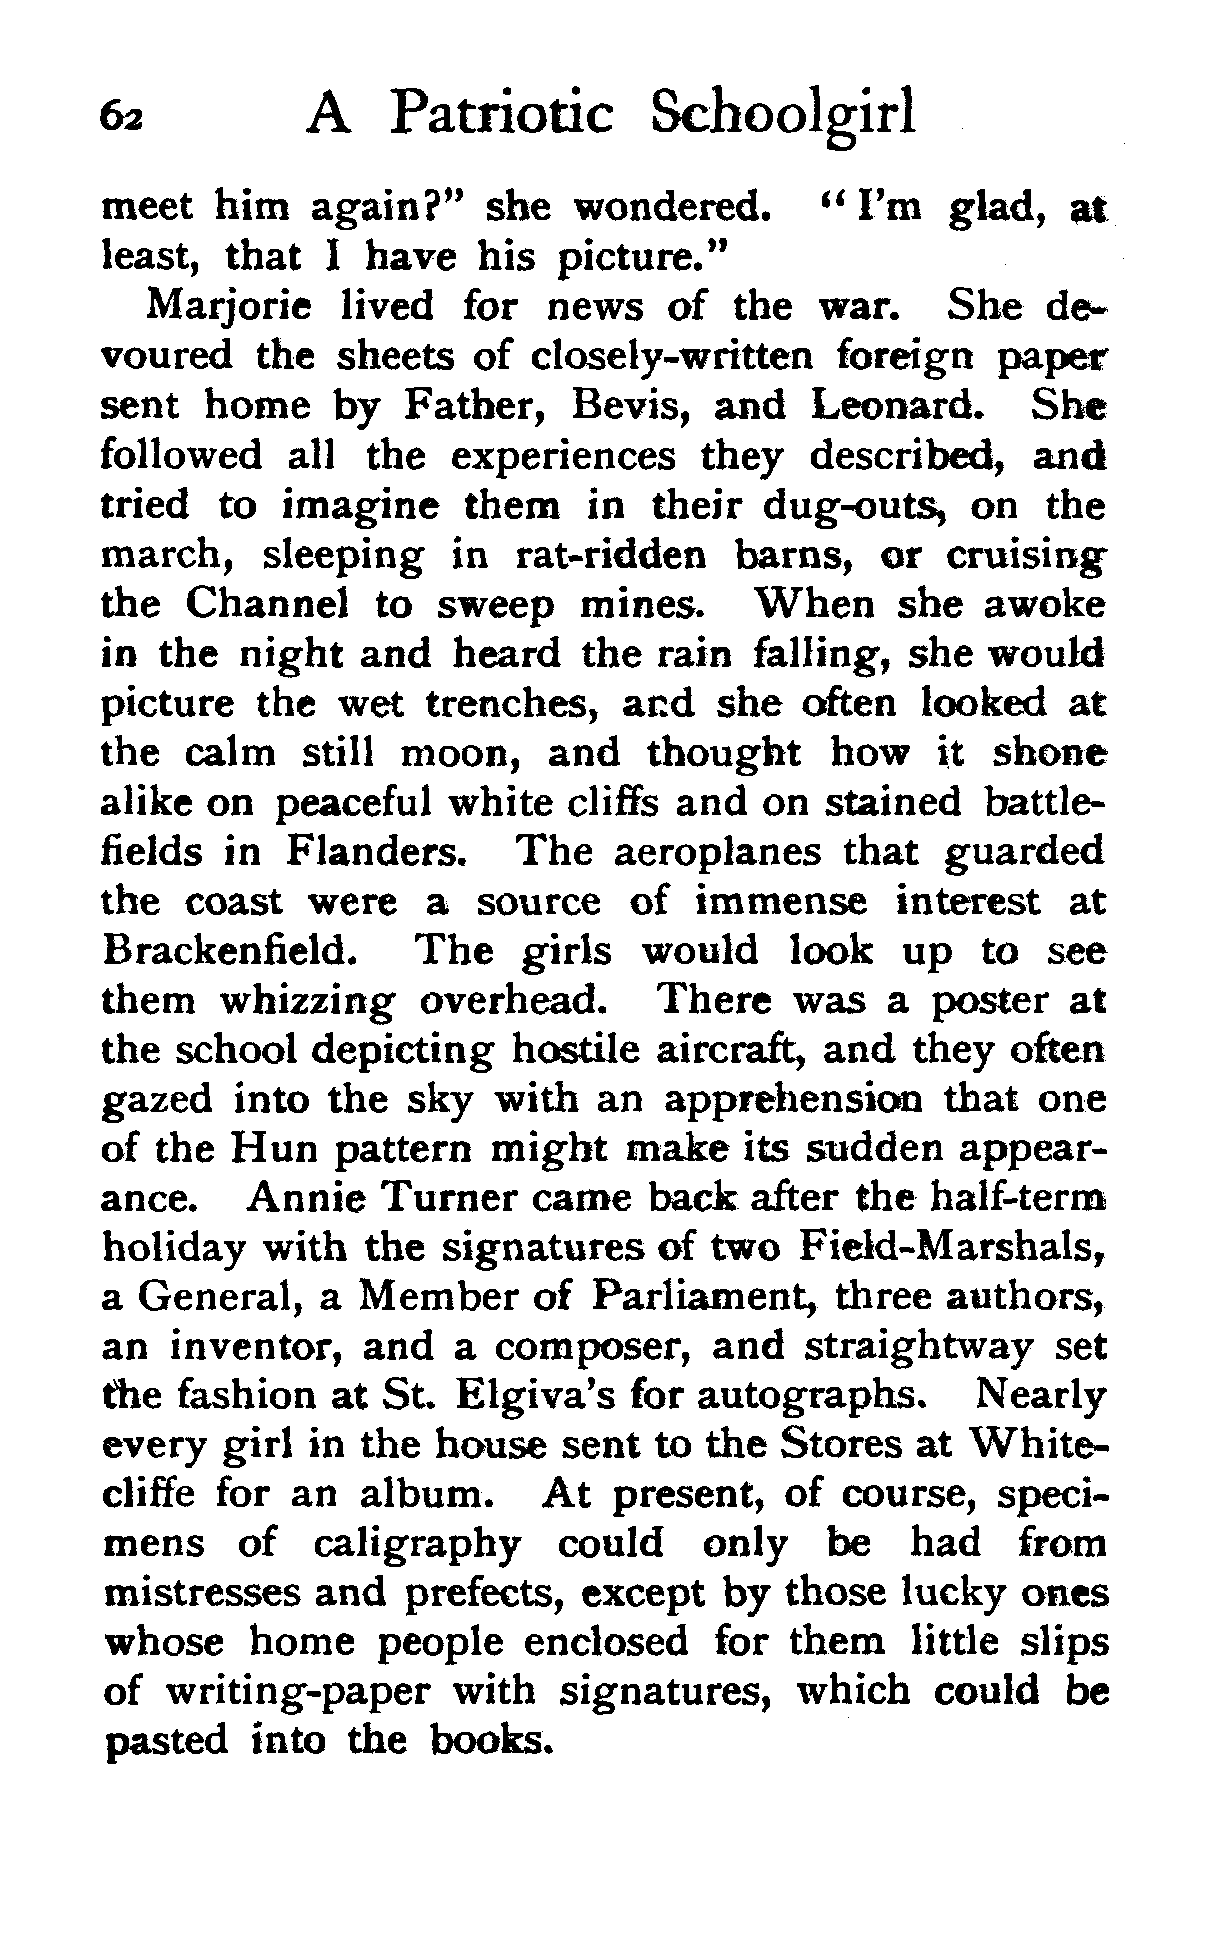 62 A Patriotic Schoolgirl
meet him again?" she wondered. "I'm glad, at
least, that I have his picture."
Marjorie lived for news of the war. She de-
voured the sheets of closely-written foreign paper
sent home by Father, Bevis, and Leonard. She
followed all the experiences they described, and
tried to imagine them in their dug-outs, on the
march, sleeping in rat-ridden barns, or cruising
the Channel to sweep mines. When she awoke
in the night and heard the rain falling, she would
picture the wet trenches, and she often looked at
the calm still moon, and thought how it shone
alike on peaceful white cliffs and on stained battle-
fields in Flanders. The aeroplanes that guarded
the coast were a source of immense interest at
Brackenfield. The girls would look up to see
them whizzing overhead. There was a poster at
the school depicting hostile aircraft, and they often
gazed into the sky with an apprehension that one
of the Hun pattern might make its sudden appear-
ance. Annie Turner came back after the half-term
holiday with the signatures of two Field-Marshals,
a General, a Member of Parliament, three authors,
an inventor, and a composer, and straightway set
the fashion at St. Elgiva's for autographs. Nearly
every girl in the house sent to the Stores at White-
cliffe for an album. At present, of course, speci-
mens of caligraphy could only be had from
mistresses and prefects, except by those lucky ones
whose home people enclosed for them little slips
of writing-paper with signatures, which could be
pasted into the books.